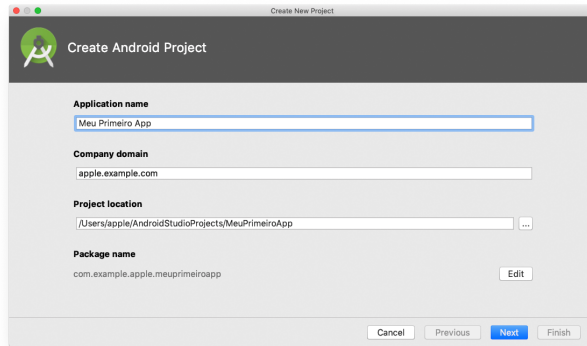 Create New Project
Create Android Project
Application name
Meu Primeiro App
Company domain
apple.example.com
Project location
/Users/apple/AndroidStudioProjects/MeuPrimeiroApp
...
Package name
com.example.apple.meuprimeiroapp
Edit
Cancel Previous Next Finish